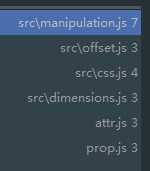 src\manipulation.js 7
src\offset.js 3
src\css.js 4
src\dimensions.js 3
attr.js 3
prop.js 3